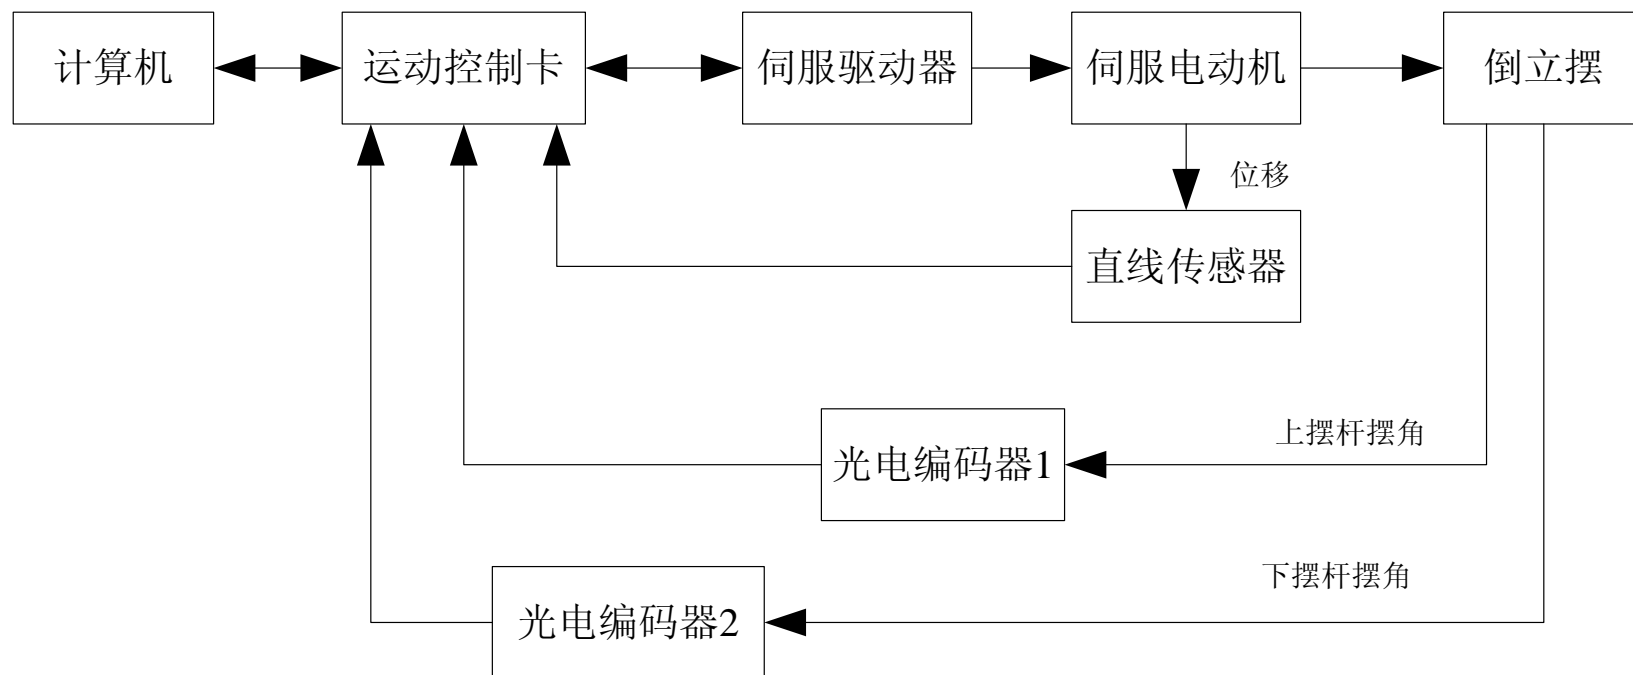 计算机
运动控制卡
伺服驱动器
伺服电动机
倒立摆
位移
直线传感器
上摆杆摆角
光电编码器1
下摆杆摆角
光电编码器2